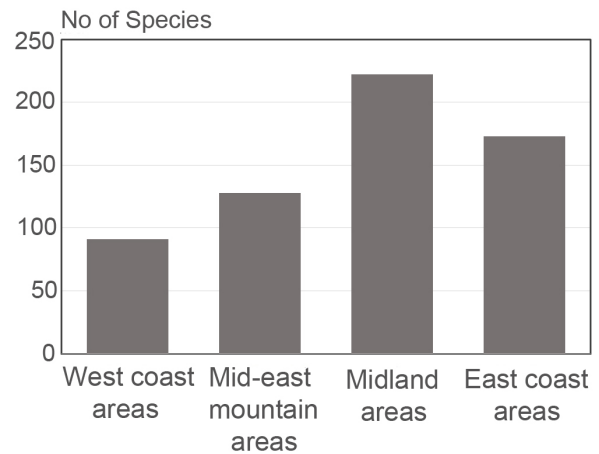 No of Species
250
200
150
100
50
0
West coast areas
Mid-east mountain areas
Midland areas
East coast areas